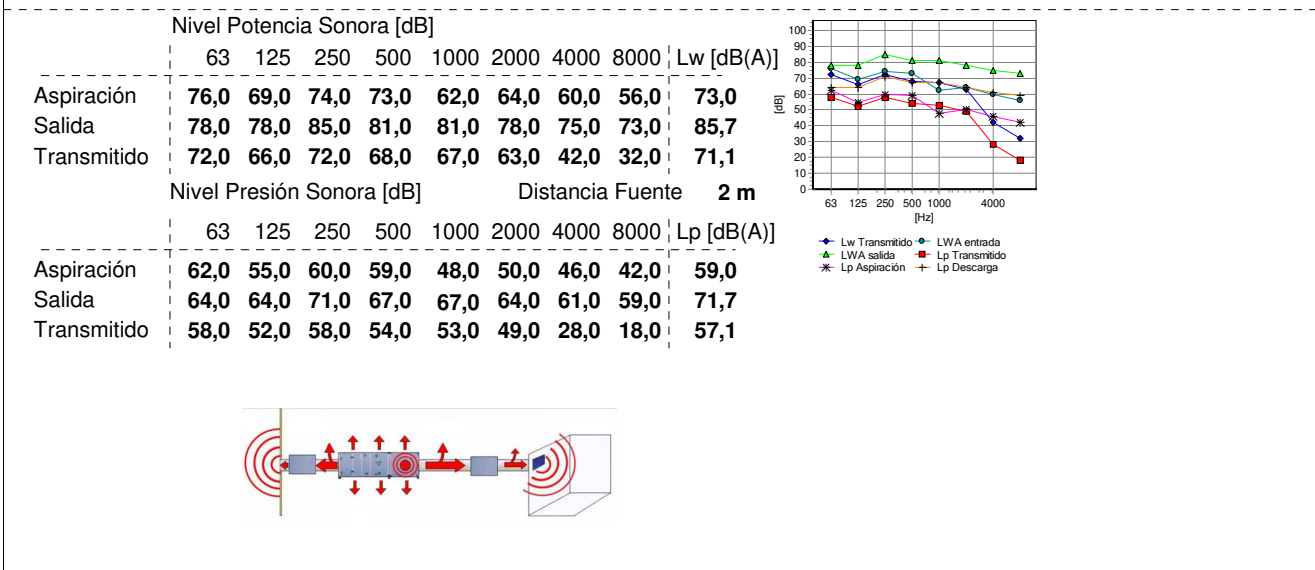 Nivel Potencia Sonora [dB]
63 125 250 500 1000 2000 4000 8000 Lw [dB(A)]
Aspiración 76,0 69,0 74,0 73,0 62,0 64,0 60,0 56,0 73,0
Salida 78,0 78,0 85,0 81,0 81,0 78,0 75,0 73,0 85,7
Transmitido 72,0 66,0 72,0 68,0 67,0 63,0 42,0 32,0 71,1
Nivel Presión Sonora [dB] Distancia Fuente 2 m
63 125 250 500 1000 2000 4000 8000 Lp [dB(A)]
Aspiración 62,0 55,0 60,0 59,0 48,0 50,0 46,0 42,0 59,0
Salida 64,0 64,0 71,0 67,0 67,0 64,0 61,0 59,0 71,7
Transmitido 58,0 52,0 58,0 54,0 53,0 49,0 28,0 18,0 57,1
100
90
80
70
60
50
40
30
20
10
0
[dB]
63 125 250 500 1000 4000
[Hz]
Lw Transmitido LWA entrada
LWA salida Lp Transmitido
Lp Aspiración Lp Descarga